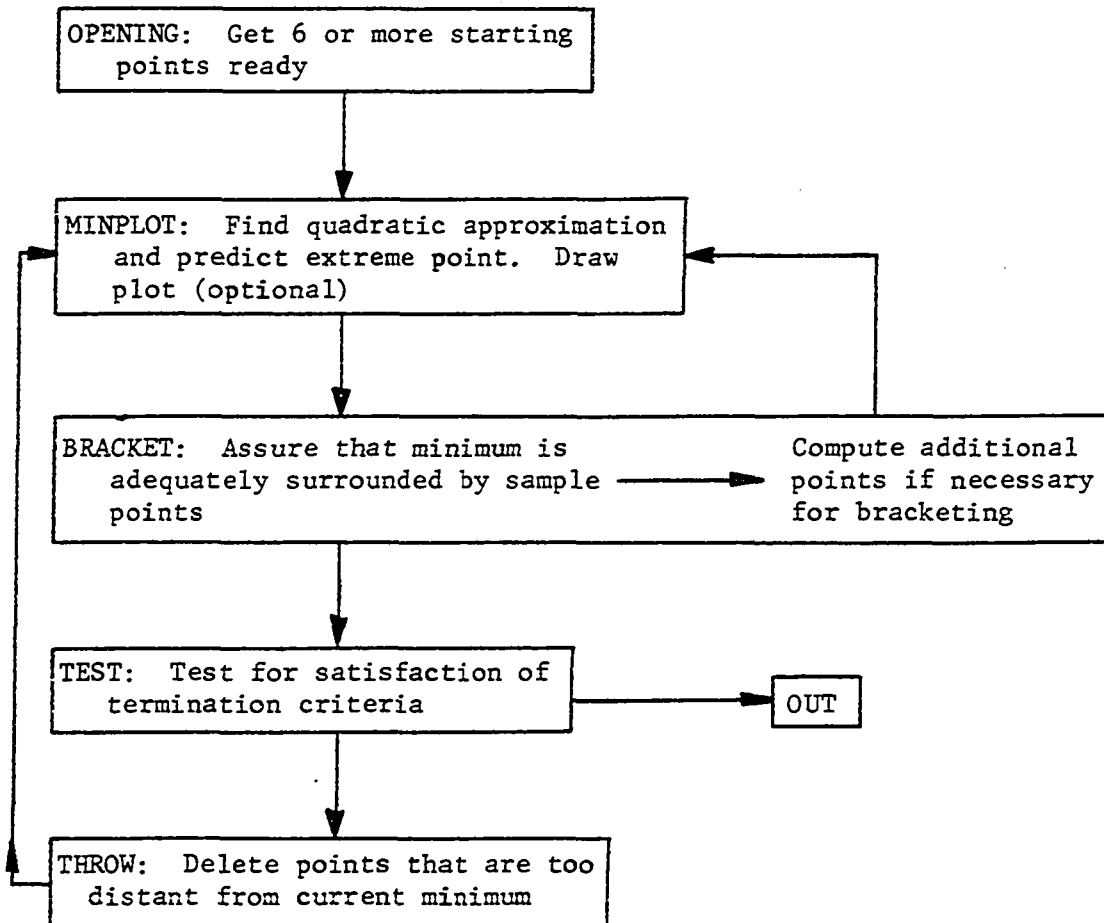 OPENING: Get 6 or more starting
points ready
MINPLOT: Find quadratic approximation
and predict extreme point. Draw
plot (optional)
BRACKET: Assure that minimum is
adequately surrounded by sample
points
Compute additional
points if necessary
for bracketing
TEST: Test for satisfaction of
termination criteria
OUT
THROW: Delete points that are too
distant from current minimum